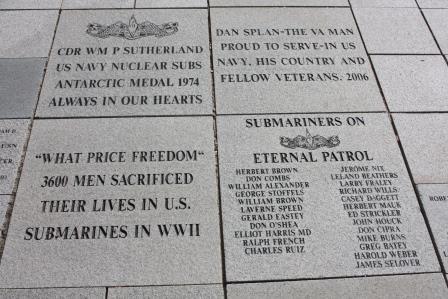 CDR WM P SUTHERLAND
US NAVY NUCLEAR SUBS
ANTARCTIC MEDAL 1974
ALWAYS IN OUR HEARTS
DAN SPLAN-THE VA MAN
PROUD TO SERVE-IN US
NAVY, HIS COUNTRY AND
FELLOW VETERANS. 2006
"WHAT PRICE FREEDOM"
3600 MEN SACRIFICED
THEIR LIVES IN U.S.
SUBMARINES IN WWII
SUBMARINERS ON
ETERNAL PATROL
HERBERT BROWN
DON COMBS
WILLIAM ALEXANDER
GEORGE STOFFELS
WILLIAM BROWN
LAVERNE SPEED
GERALD EASTEY
DON O'SHEA
ELLIOT HARRIS MD
RALPH FRENCH
CHARLES RUIZ
JEROME NIX
LELAND HEATHERS
LARRY FRALEY
RICHARD WILLS
CASEY DAGGETT
HERBERT MAUK
ED STRICKLER
JOHN HOUCK
DON CIPRA
MIKE BURNS
GREG BATEY
HAROLD WEBER
JAMES SELOVER